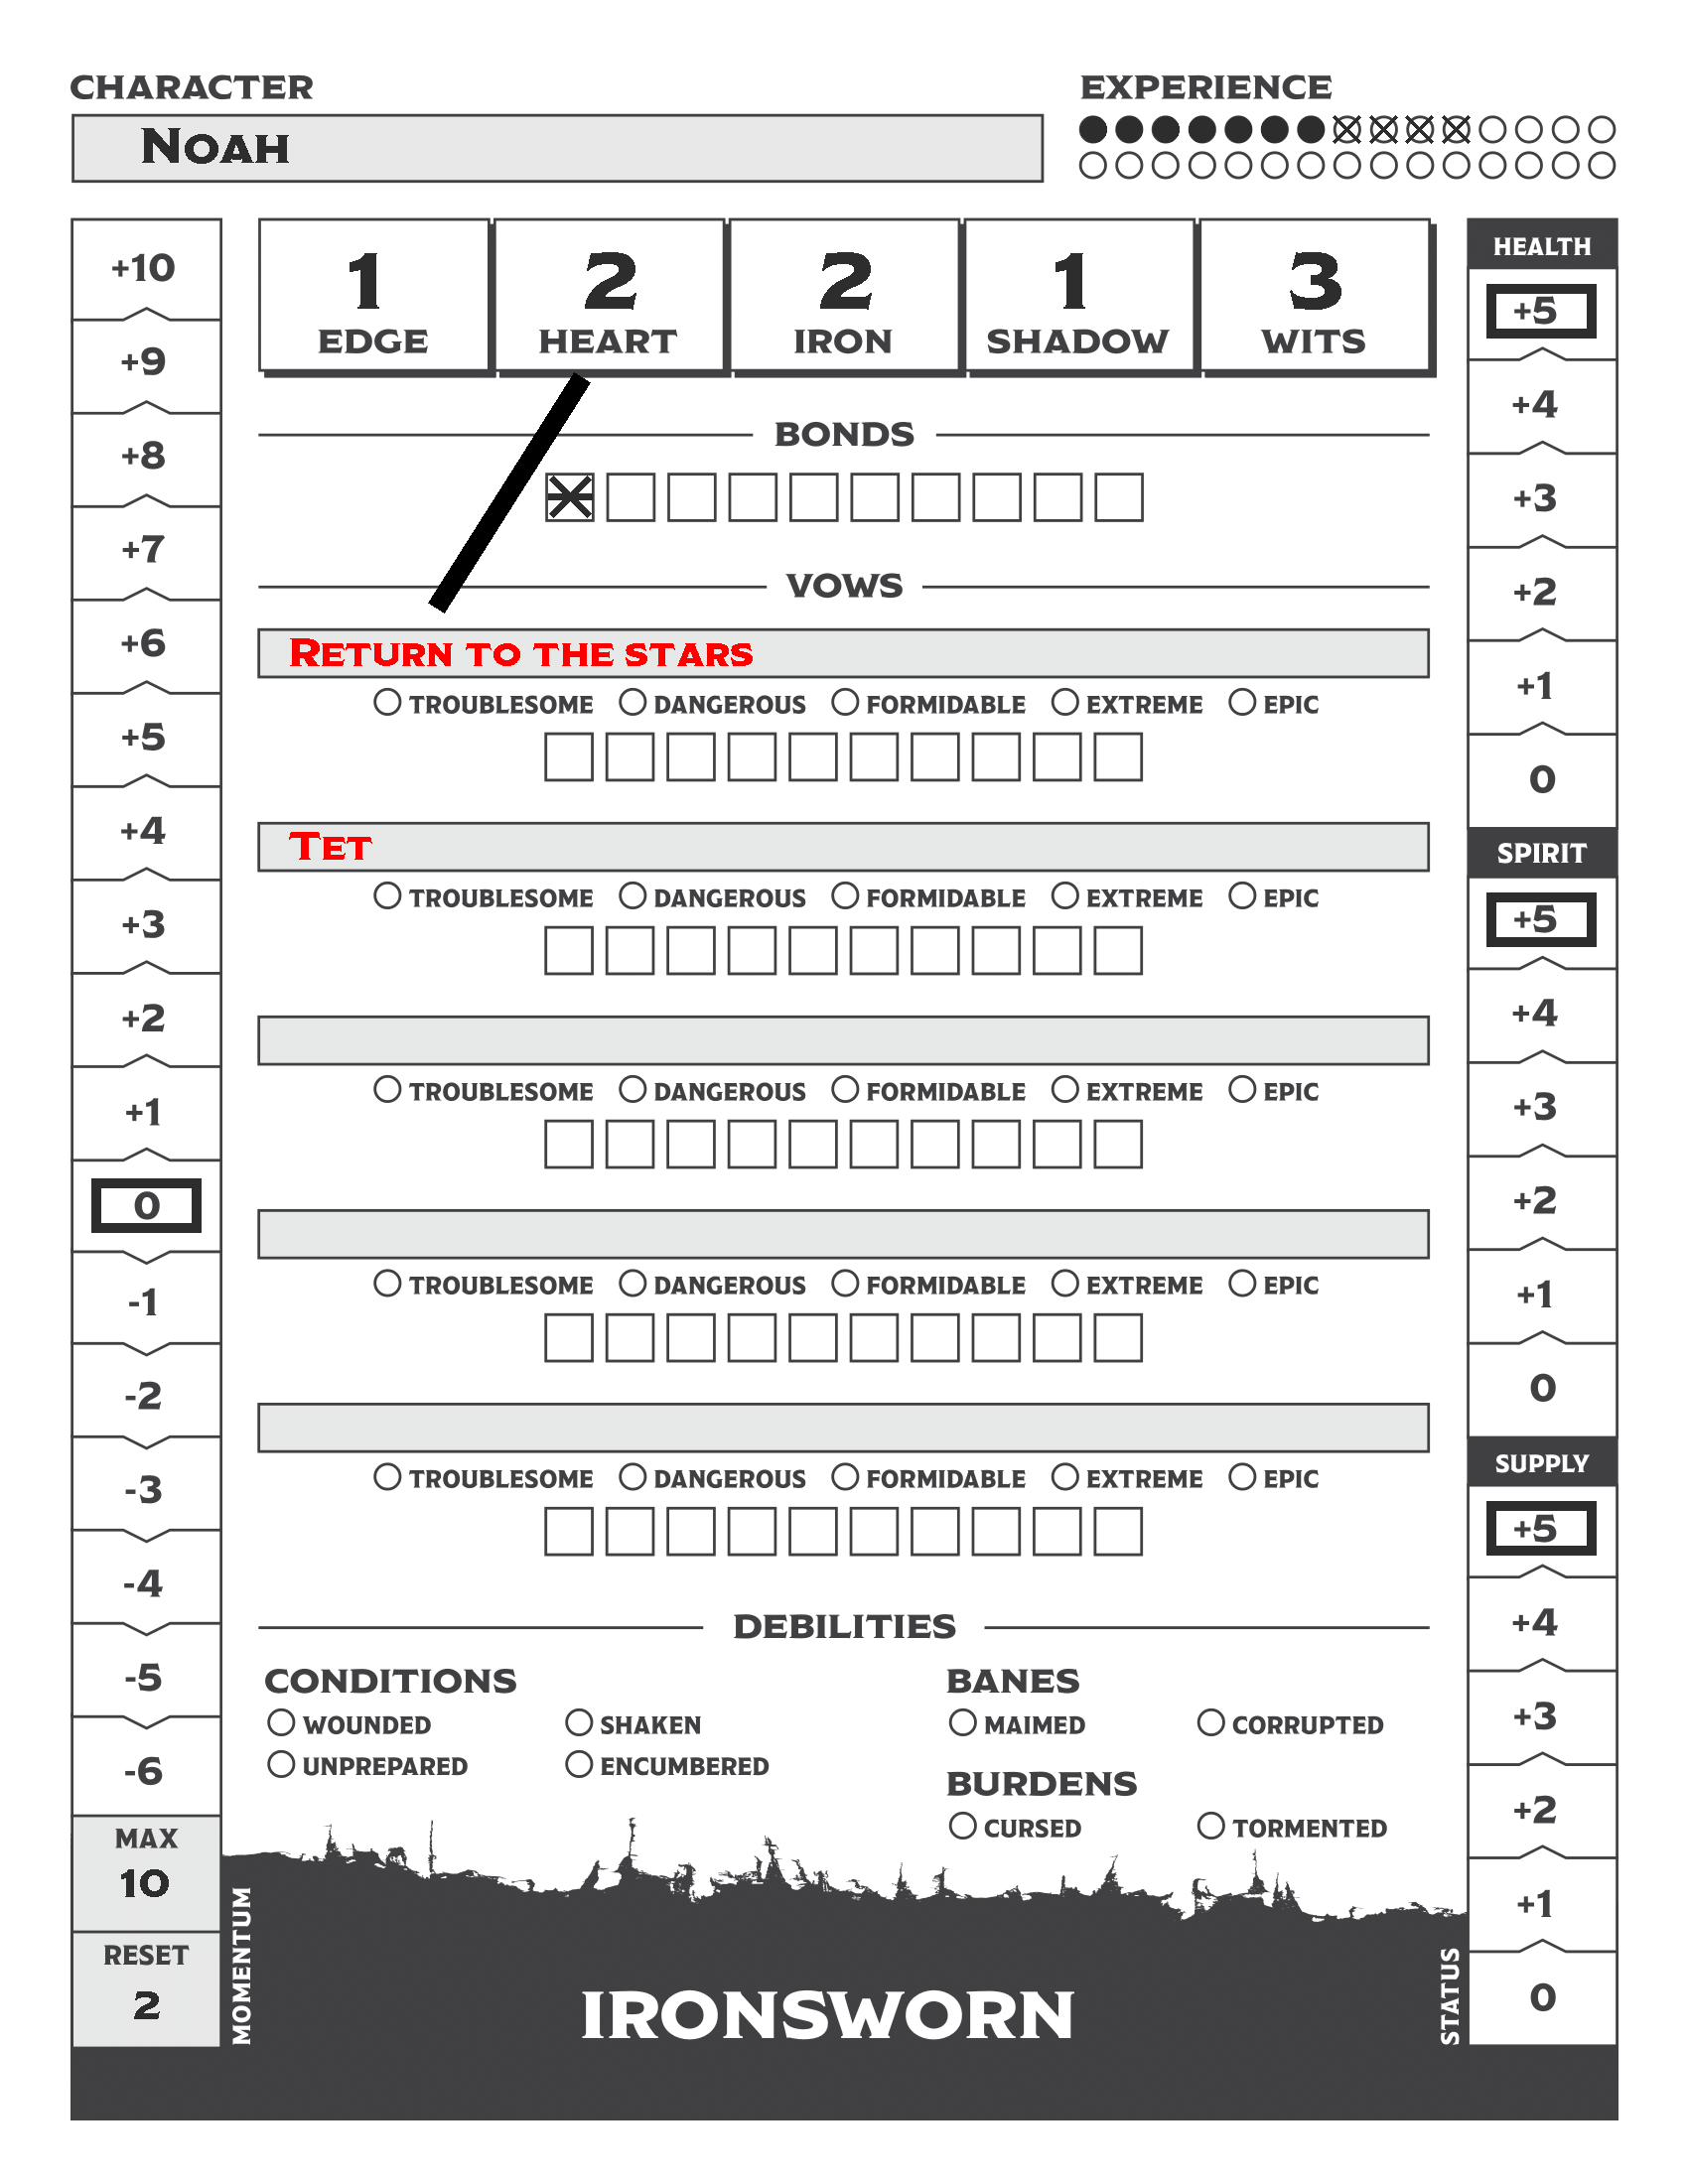 CHARACTER
NOAH
EXPERIENCE
+10
+9
+8
+7
+6
+5
+4
+3
+2
+1
0
-1
-2
-3
-4
-5
-6
MAX
10
RESET
2
MOMENTUM
1 2 2 1 3
EDGE HEART IRON SHADOW WITS
BONDS
VOWS
RETURN TO THE STARS
TROUBLESOME DANGEROUS FORMIDABLE EXTREME EPIC
TET
TROUBLESOME DANGEROUS FORMIDABLE EXTREME EPIC
TROUBLESOME DANGEROUS FORMIDABLE EXTREME EPIC
TROUBLESOME DANGEROUS FORMIDABLE EXTREME EPIC
TROUBLESOME DANGEROUS FORMIDABLE EXTREME EPIC
DEBILITIES
CONDITIONS
WOUNDED SHAKEN
UNPREPARED ENCUMBERED
BANES
MAIMED CORRUPTED
BURDENS
CURSED TORMENTED
IRONSWORN
HEALTH
+5
+4
+3
+2
+1
0
SPIRIT
+5
+4
+3
+2
+1
0
SUPPLY
+5
+4
+3
+2
+1
0
STATUS